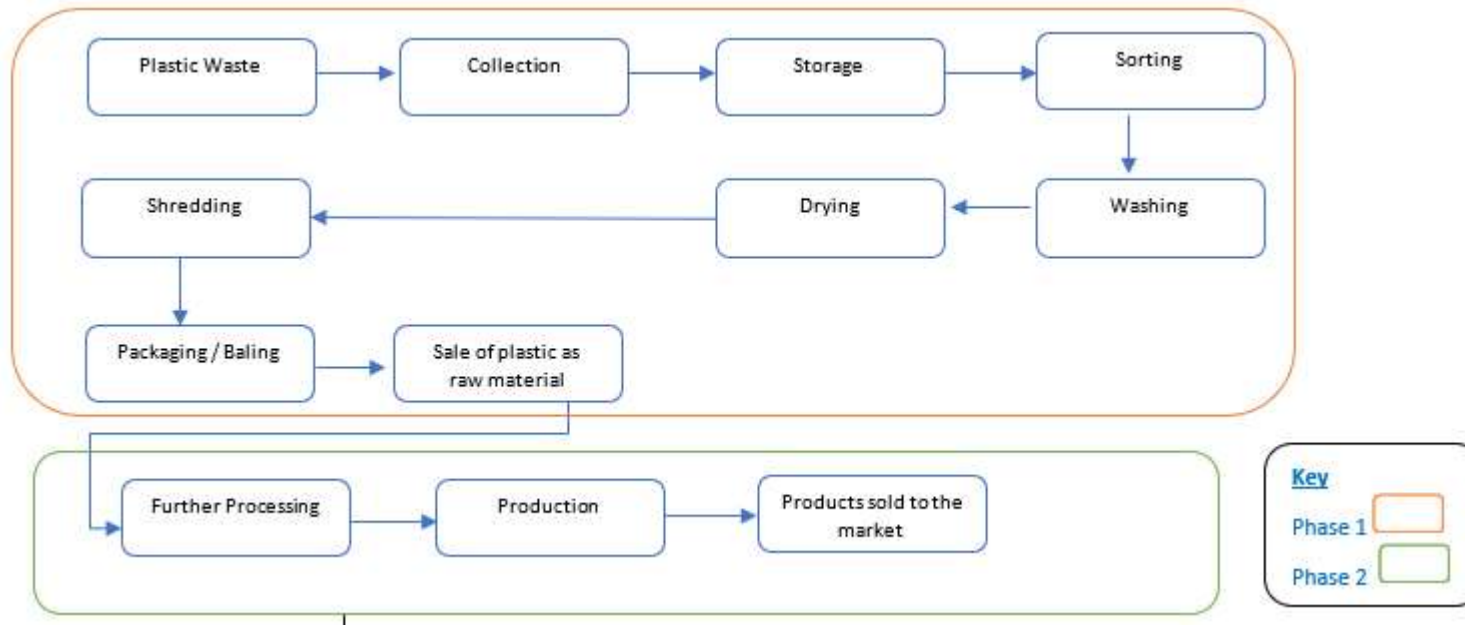 Plastic Waste
Collection
Storage
Sorting
Shredding
Drying
Washing
Packaging / Baling
Sale of plastic as
raw material
Further Processing
Production
Products sold to the
market
Key
Phase 1
Phase 2